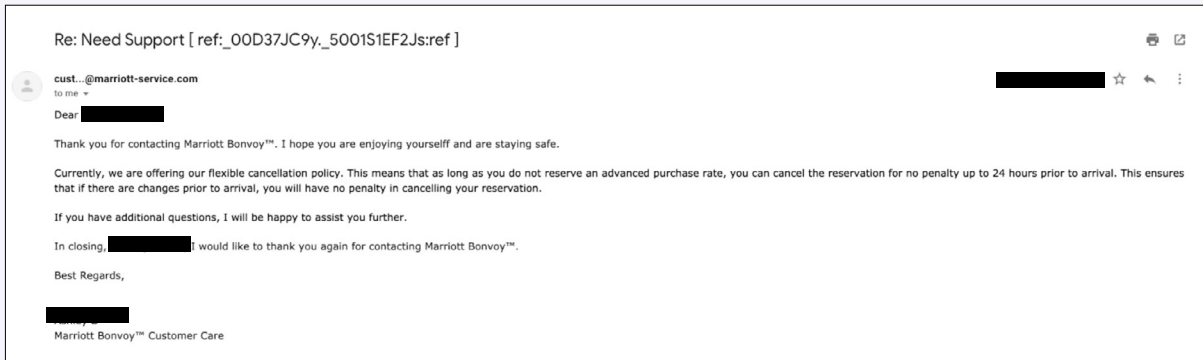 Re: Need Support [ ref:_00D37JC9y._5001S1EF2Js:ref ]
cust...@marriott-service.com
to me
Dear
Thank you for contacting Marriott Bonvoy™. I hope you are enjoying yourselff and are staying safe.
Currently, we are offering our flexible cancellation policy. This means that as long as you do not reserve an advanced purchase rate, you can cancel the reservation for no penalty up to 24 hours prior to arrival. This ensures
that if there are changes prior to arrival, you will have no penalty in cancelling your reservation.
If you have additional questions, I will be happy to assist you further.
In closing, I would like to thank you again for contacting Marriott Bonvoy™.
Best Regards,
Marriott Bonvoy™ Customer Care